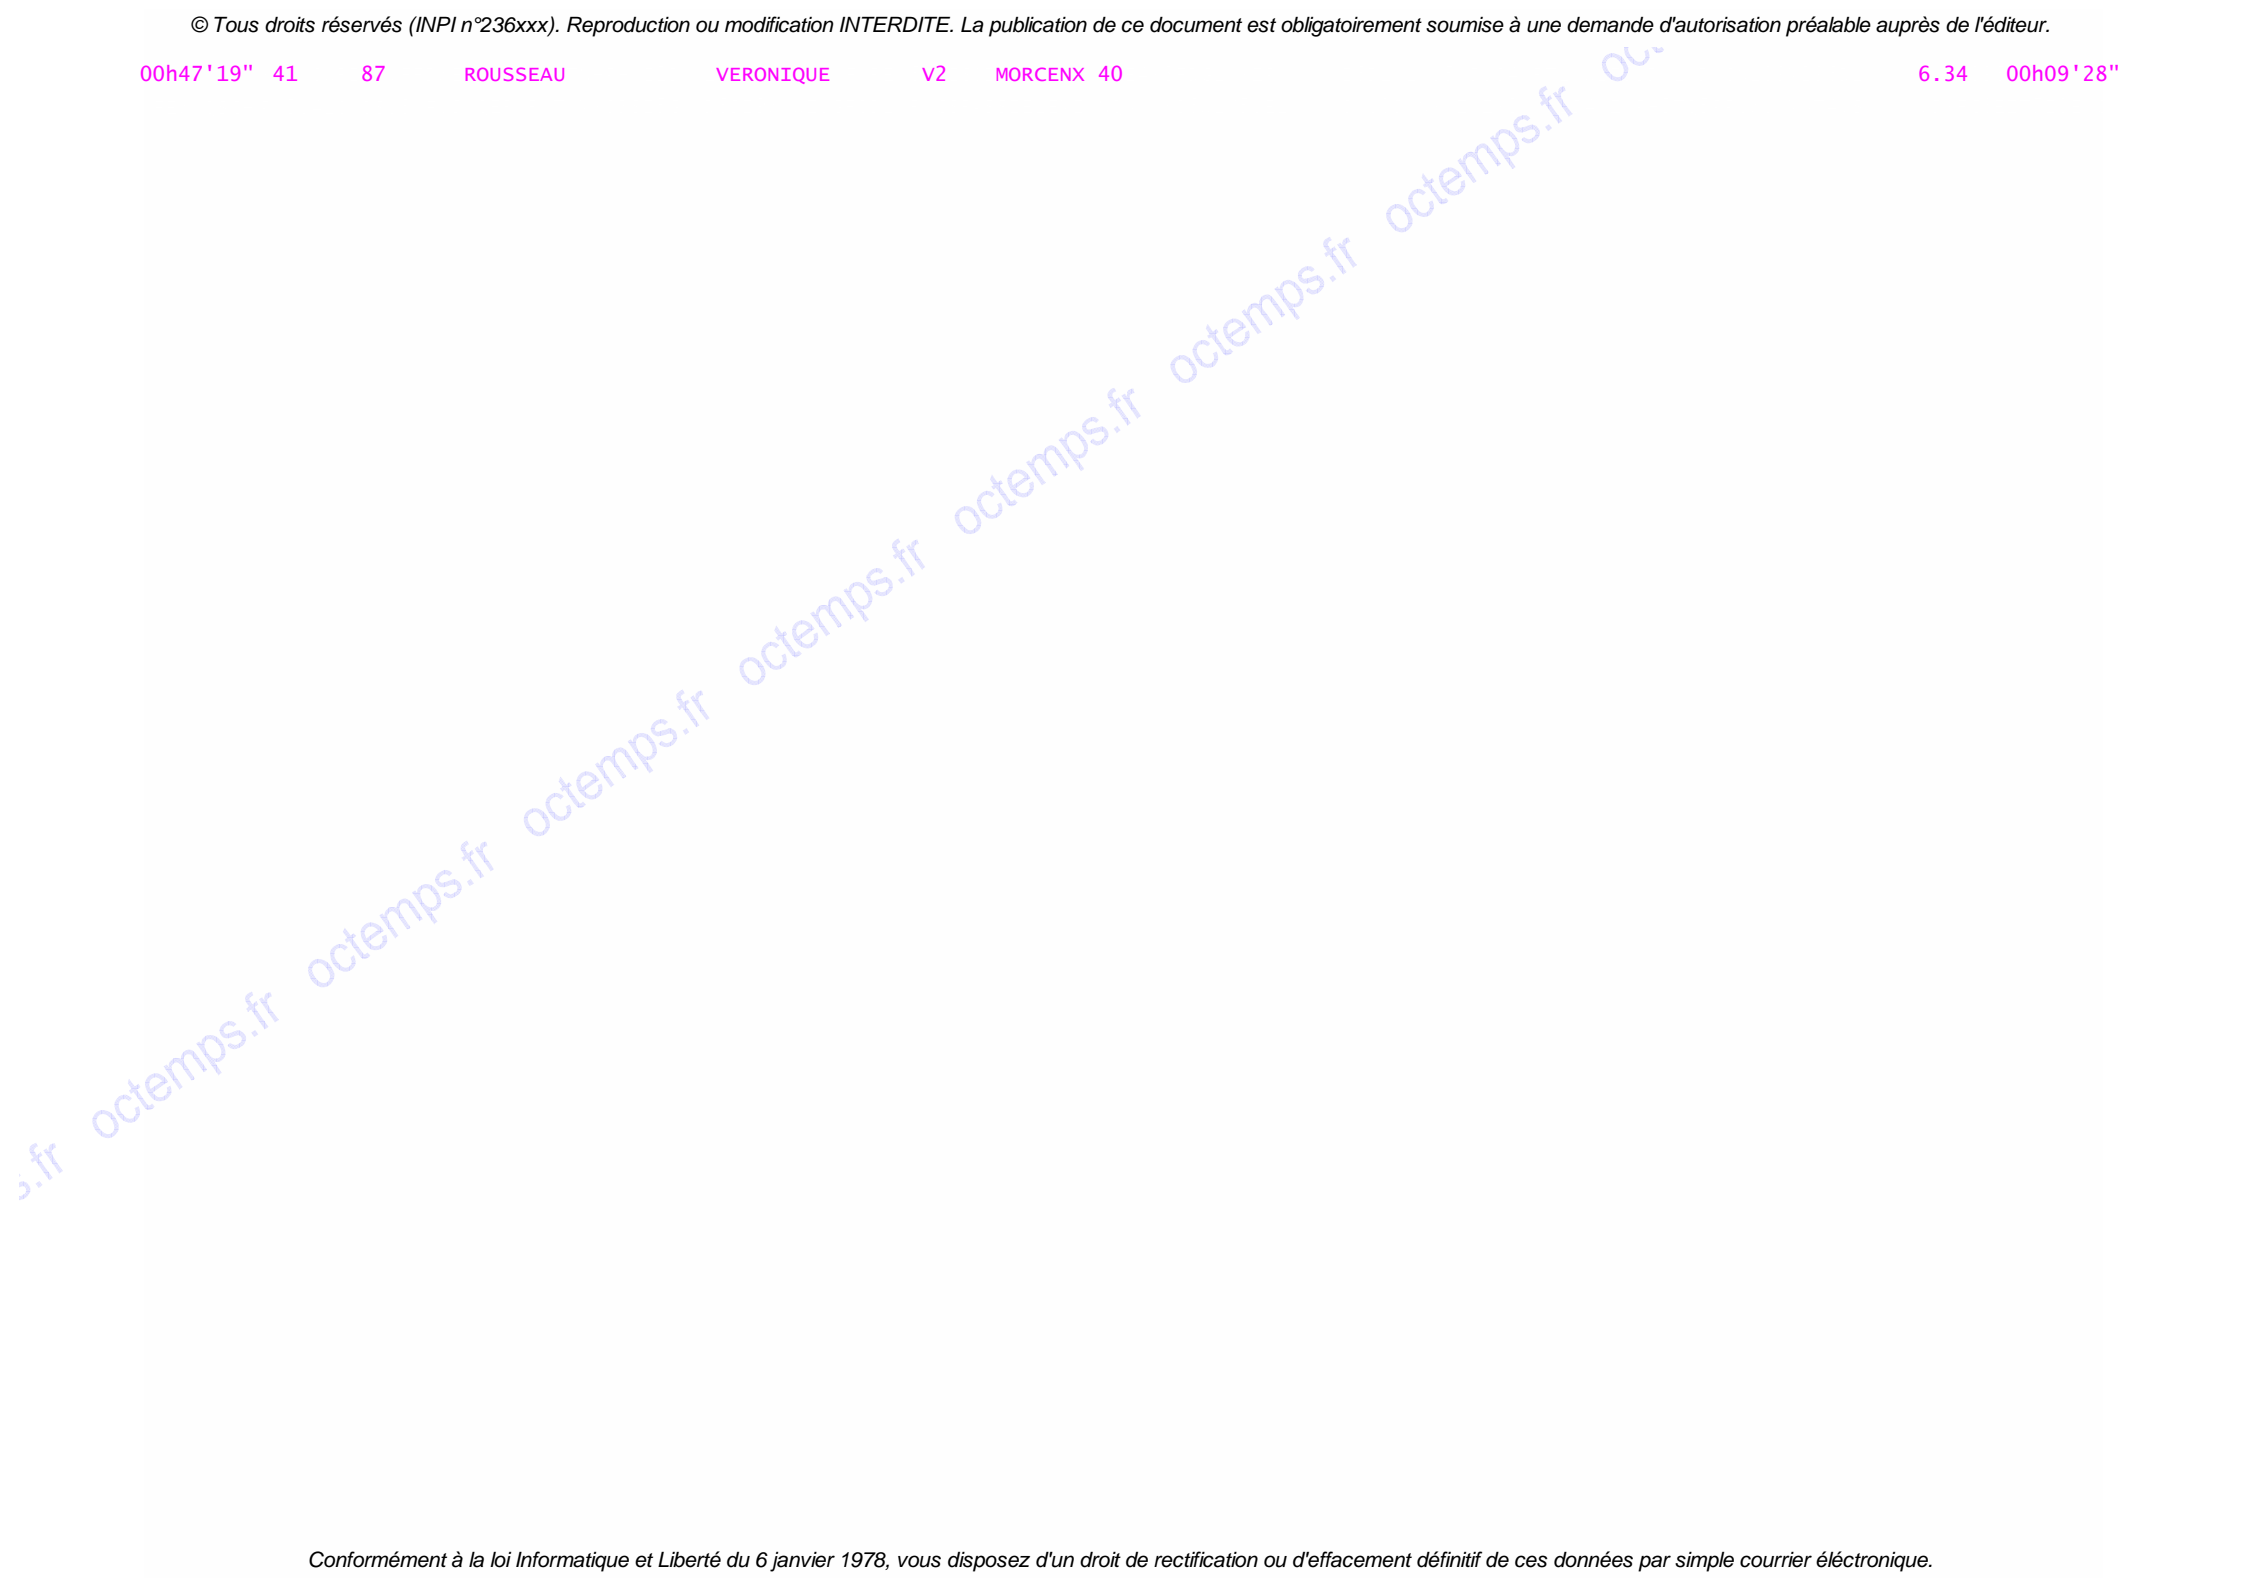 © Tous droits réservés (INPI n°236xxx). Reproduction ou modification INTERDITE. La publication de ce document est obligatoirement soumise à une demande d'autorisation préalable auprès de l'éditeur.
00h47'19" 41 87 ROUSSEAU VERONIQUE V2 MORCENX 40 6.34 00h09'28"
s.fr octemps.fr octemps.fr octemps.fr octemps.fr octemps.fr octemps.fr octemps.fr oc
Conformément à la loi Informatique et Liberté du 6 janvier 1978, vous disposez d'un droit de rectification ou d'effacement définitif de ces données par simple courrier éléctronique.